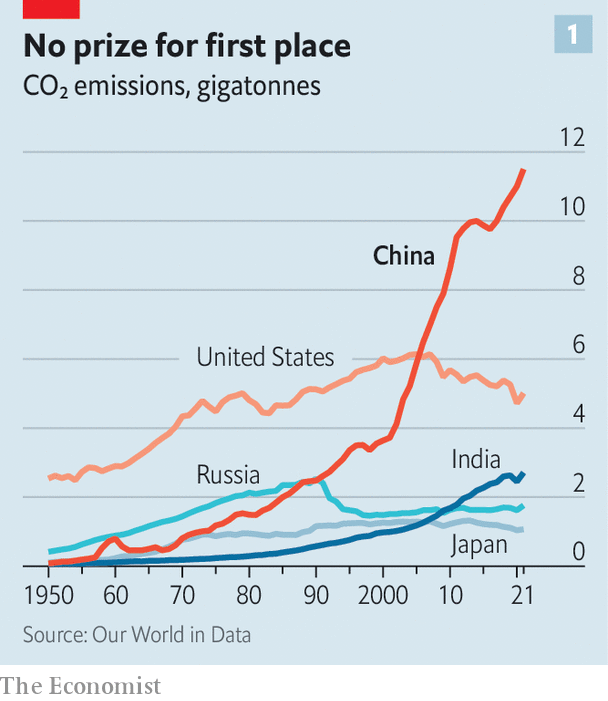 1
No prize for first place
CO₂ emissions, gigatonnes
12
10
China
8
United States
6
4
Russia
India
2
Japan
0
1950 60 70 80 90 2000 10 21
Source: Our World in Data
The Economist